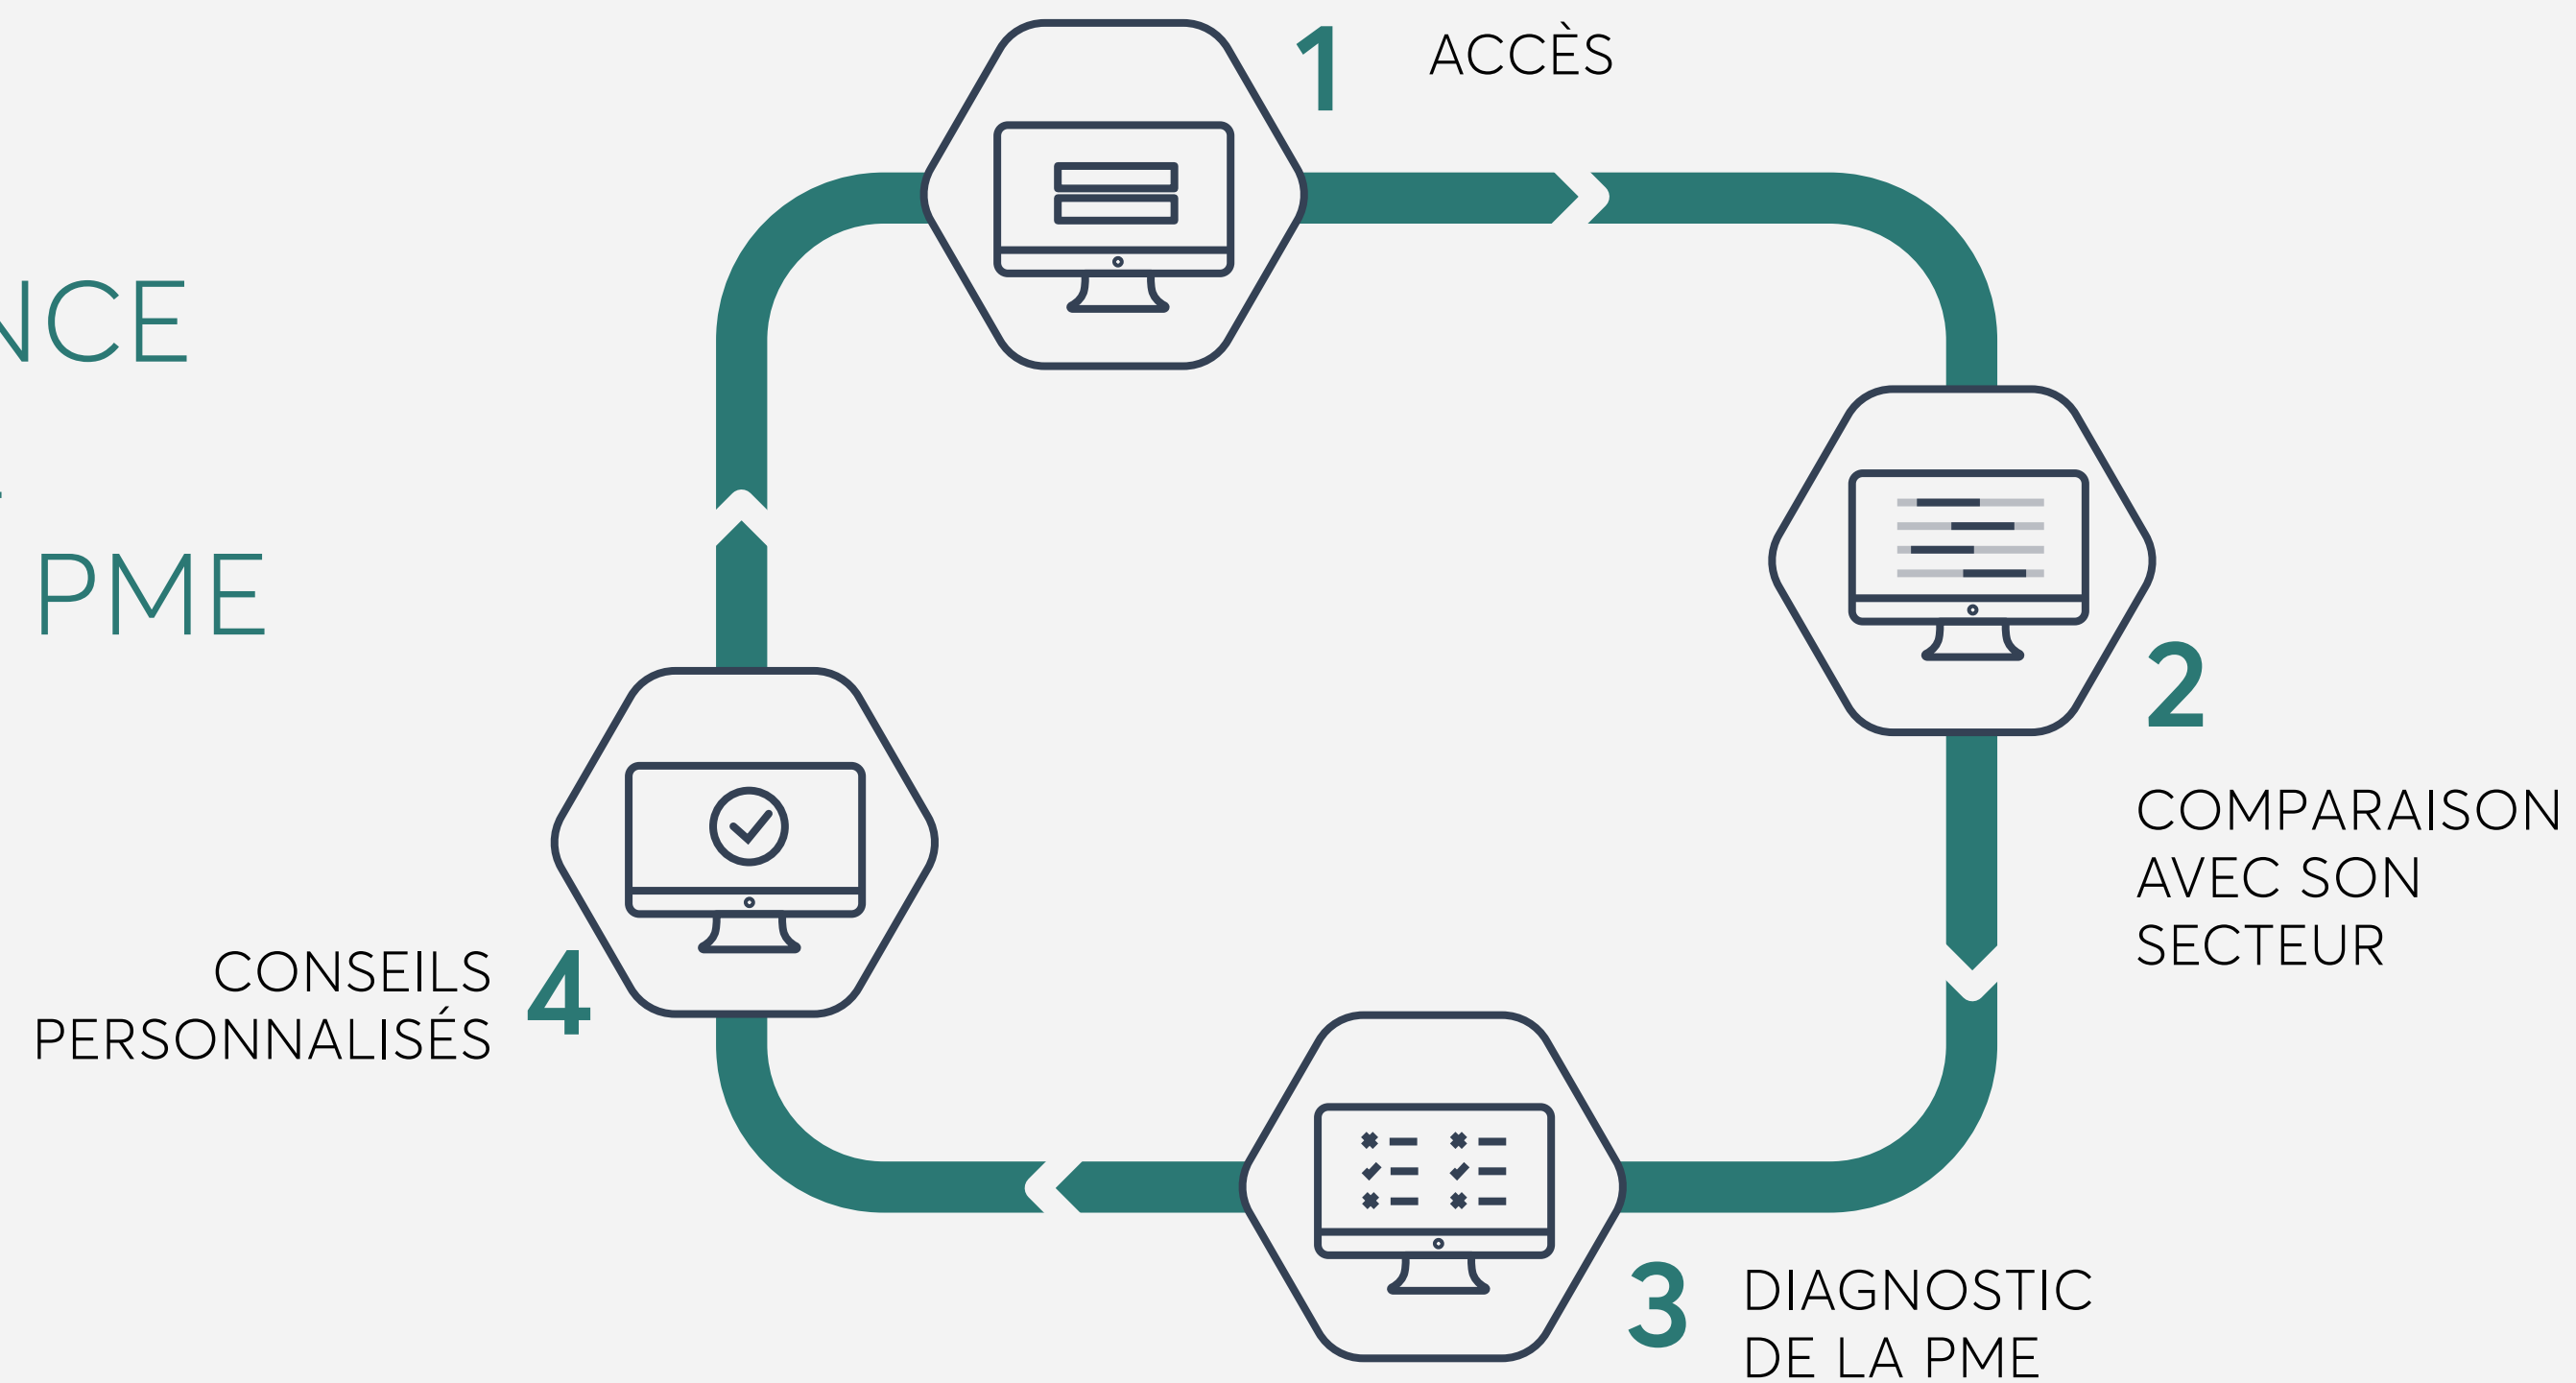 1 ACCÈS
NCE
PME
2
COMPARAISON
AVEC SON
SECTEUR
CONSEILS
PERSONNALISÉS
4
3
DIAGNOSTIC
DE LA PME